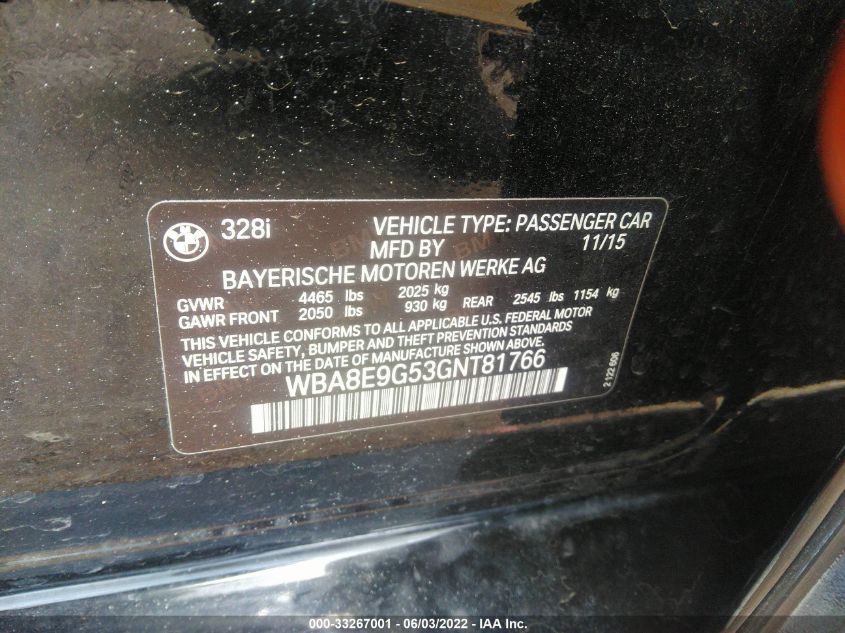 328i VEHICLE TYPE: PASSENGER CAR
MFD BY 11/15
BAYERISCHE MOTOREN WERKE AG
GVWR 4465 lbs 2025 kg
GAWR FRONT 2050 lbs 930 kg REAR 2545 lbs 1154 kg
THIS VEHICLE CONFORMS TO ALL APPLICABLE U.S. FEDERAL MOTOR
VEHICLE SAFETY, BUMPER AND THEFT PREVENTION STANDARDS
IN EFFECT ON THE DATE OF MANUFACTURE SHOWN ABOVE.
WBA8E9G53GNT81766
2 122 606
000-33267001 - 06/03/2022 - IAA Inc.